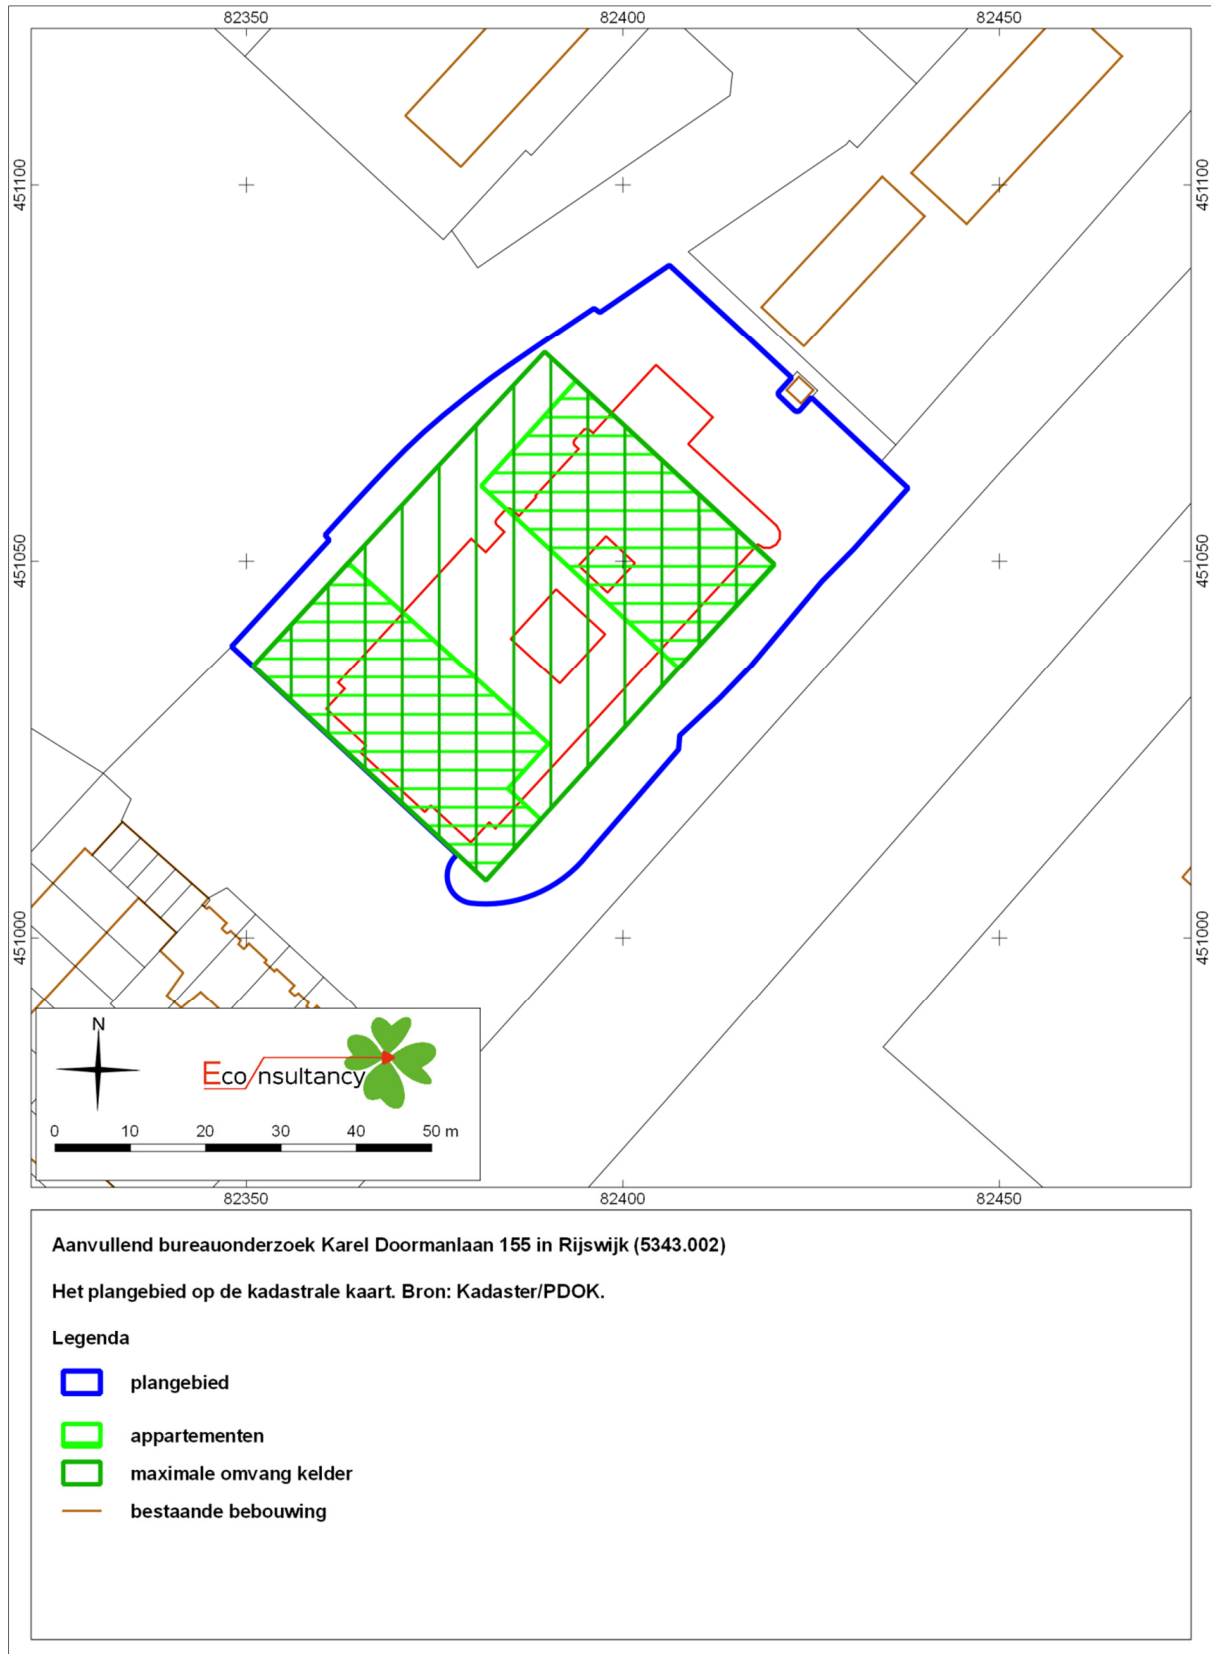 82350 82400 82450
451100 451100
451050 451050
451000 451000
N
Econsultancy
0 10 20 30 40 50 m
82350 82400 82450
Aanvullend bureauonderzoek Karel Doormanlaan 155 in Rijswijk (5343.002)
Het plangebied op de kadastrale kaart. Bron: Kadaster/PDOK.
Legenda
plangebied
appartementen
maximale omvang kelder
bestaande bebouwing